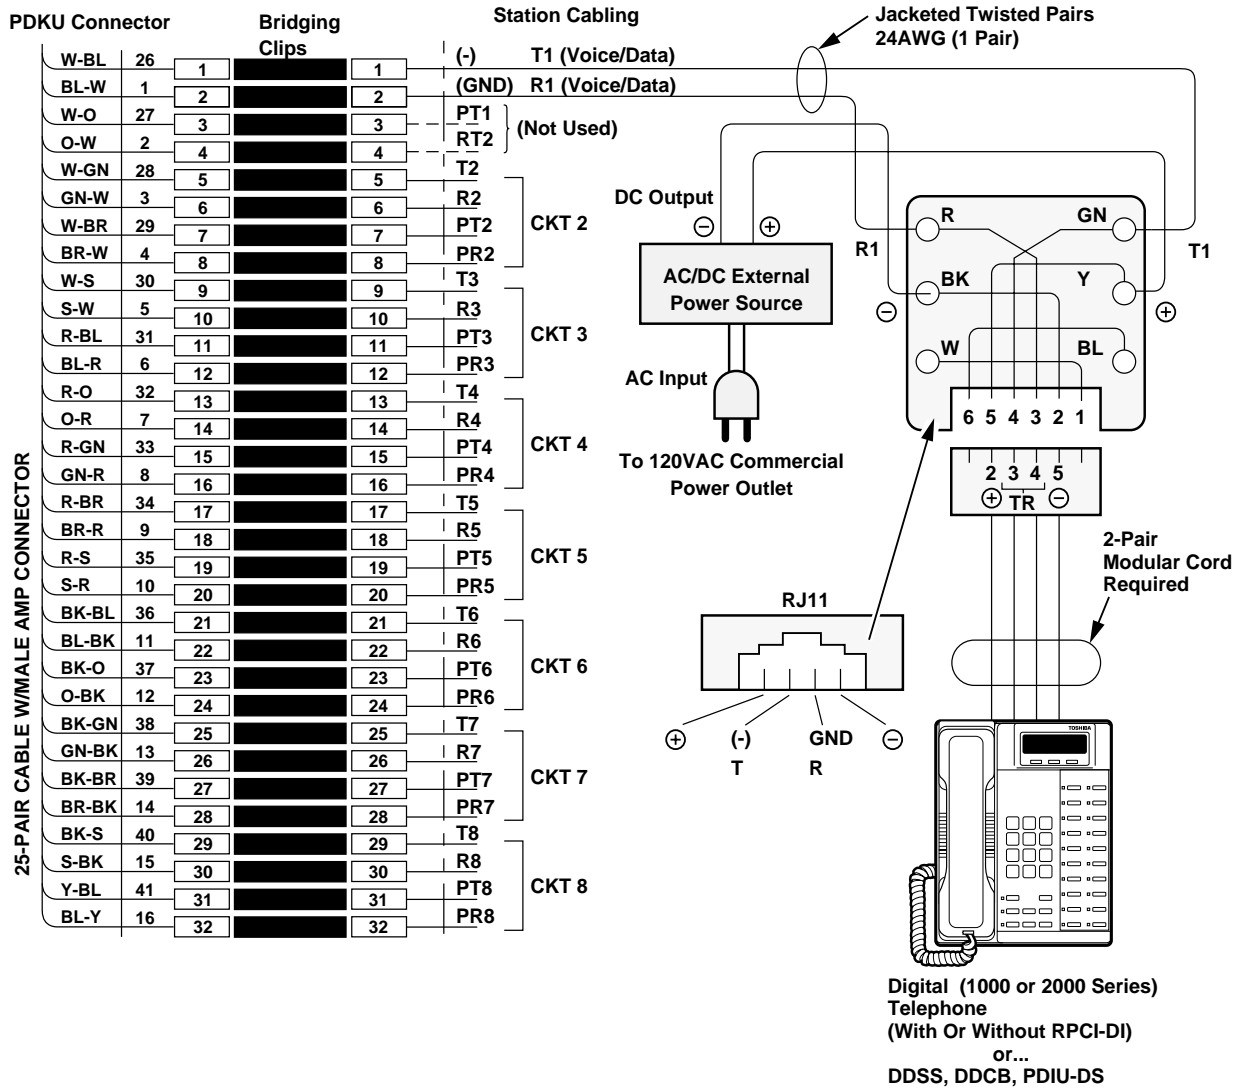 PDKU Connector
Bridging
Clips
Station Cabling
Jacketed Twisted Pairs
24AWG (1 Pair)
25-PAIR CABLE W/MALE AMP CONNECTOR
W-BL 26 1 1 (-) T1 (Voice/Data)
BL-W 1 2 2 (GND) R1 (Voice/Data)
W-O 27 3 3 PT1
O-W 2 4 4 RT2
(Not Used)
W-GN 28 5 5 T2
GN-W 3 6 6 R2
W-BR 29 7 7 PT2
BR-W 4 8 8 PR2
CKT 2
W-S 30 9 9 T3
S-W 5 10 10 R3
R-BL 31 11 11 PT3
BL-R 6 12 12 PR3
CKT 3
R-O 32 13 13 T4
O-R 7 14 14 R4
R-GN 33 15 15 PT4
GN-R 8 16 16 PR4
CKT 4
R-BR 34 17 17 T5
BR-R 9 18 18 R5
R-S 35 19 19 PT5
S-R 10 20 20 PR5
CKT 5
BK-BL 36 21 21 T6
BL-BK 11 22 22 R6
BK-O 37 23 23 PT6
O-BK 12 24 24 PR6
CKT 6
BK-GN 38 25 25 T7
GN-BK 13 26 26 R7
BK-BR 39 27 27 PT7
BR-BK 14 28 28 PR7
CKT 7
BK-S 40 29 29 T8
S-BK 15 30 30 R8
Y-BL 41 31 31 PT8
BL-Y 16 32 32 PR8
CKT 8
DC Output
⊖ ⊕
AC/DC External
Power Source
AC Input
To 120VAC Commercial
Power Outlet
R1
T1
R GN
BK Y
⊖ ⊕
W BL
6 5 4 3 2 1
2 3 4 5
⊕ TR ⊖
2-Pair
Modular Cord
Required
RJ11
⊕ (-) GND ⊖
T R
TOSHIBA
Digital (1000 or 2000 Series)
Telephone
(With Or Without RPCI-DI)
or...
DDSS, DDCB, PDIU-DS